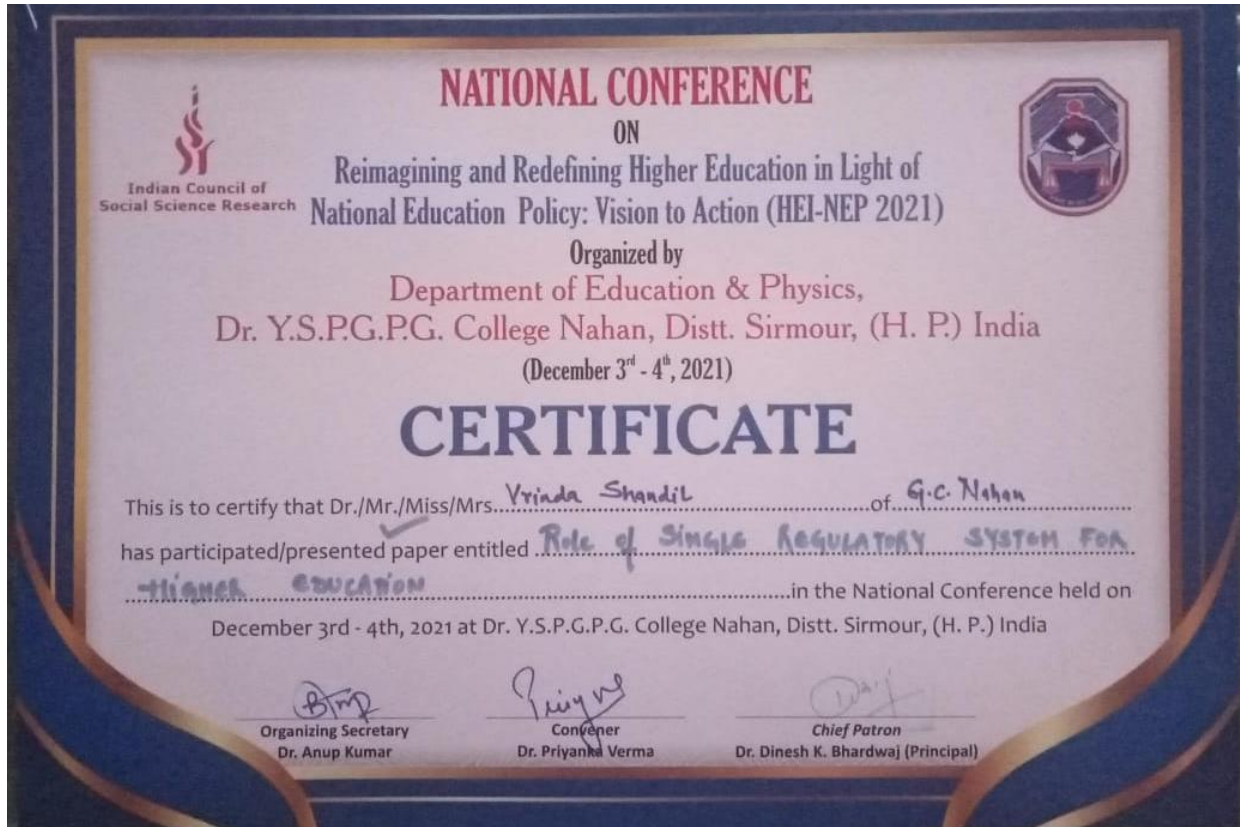 NATIONAL CONFERENCE
ON
Reimagining and Redefining Higher Education in Light of
National Education Policy: Vision to Action (HEI-NEP 2021)
Indian Council of
Social Science Research
Organized by
Department of Education & Physics,
Dr. Y.S.P.G.P.G. College Nahan, Distt. Sirmour, (H. P.) India
(December 3rd - 4th, 2021)
CERTIFICATE
This is to certify that Dr./Mr./Miss/Mrs. Vrinda Shandil of G.C. Nahan
has participated/presented paper entitled Role of SINGLE REGULATORY SYSTEM FOR
HIGHER EDUCATION in the National Conference held on
December 3rd - 4th, 2021 at Dr. Y.S.P.G.P.G. College Nahan, Distt. Sirmour, (H. P.) India
Organizing Secretary
Dr. Anup Kumar
Convener
Dr. Priyanka Verma
Chief Patron
Dr. Dinesh K. Bhardwaj (Principal)